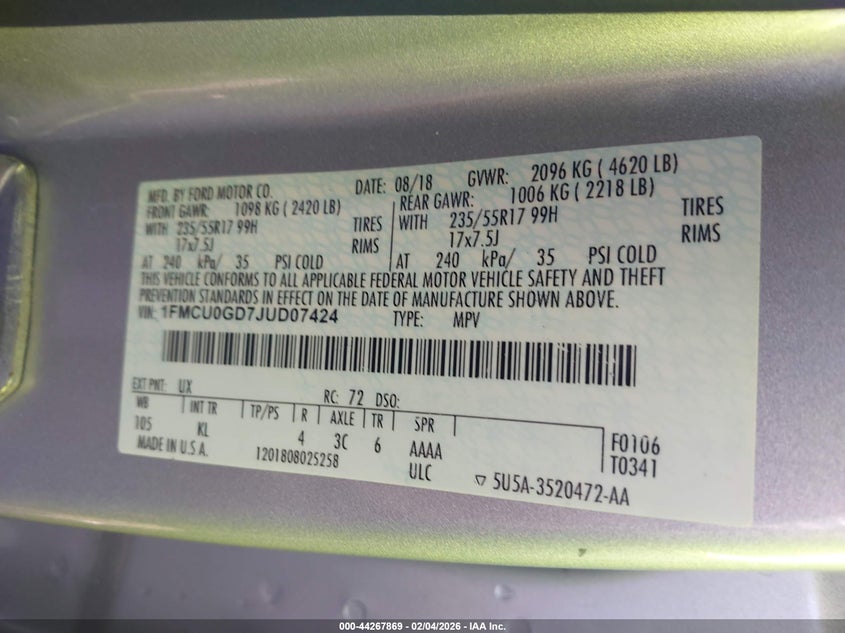 MFD. BY FORD MOTOR CO.
DATE: 08/18
GVWR: 2096 KG ( 4620 LB)
FRONT GAWR: 1098 KG ( 2420 LB)
REAR GAWR: 1006 KG ( 2218 LB)
WITH 235/55R17 99H TIRES
WITH 235/55R17 99H TIRES
17x7.5J RIMS
17x7.5J RIMS
AT 240 kPa/ 35 PSI COLD
AT 240 kPa/ 35 PSI COLD
THIS VEHICLE CONFORMS TO ALL APPLICABLE FEDERAL MOTOR VEHICLE SAFETY AND THEFT
PREVENTION STANDARDS IN EFFECT ON THE DATE OF MANUFACTURE SHOWN ABOVE.
VIN: 1FMCU0GD7JUD07424
TYPE: MPV
EXT PNT: UX
RC: 72 DSO:
WB INT TR TP/PS R AXLE TR SPR
105 KL 4 3C 6 AAAA
F0106
T0341
MADE IN U.S.A.
1201808025258
ULC
▽ 5U5A-3520472-AA
000-44267869 - 02/04/2026 - IAA Inc.